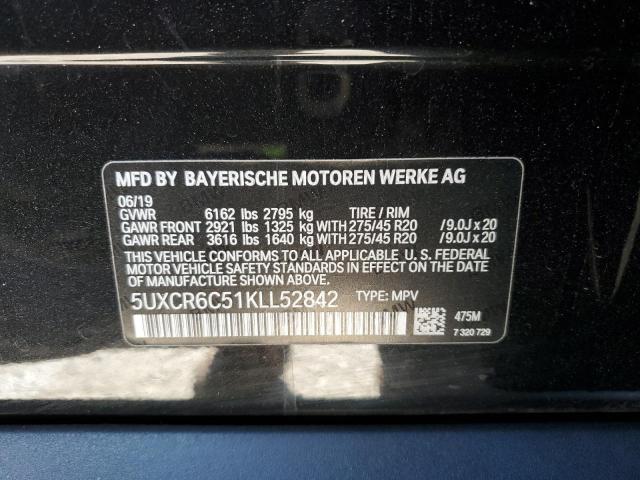 MFD BY BAYERISCHE MOTOREN WERKE AG
06/19
GVWR 6162 lbs 2795 kg TIRE / RIM
GAWR FRONT 2921 lbs 1325 kg WITH 275/45 R20 /9.0J x 20
GAWR REAR 3616 lbs 1640 kg WITH 275/45 R20 /9.0J x 20
THIS VEHICLE CONFORMS TO ALL APPLICABLE U.S. FEDERAL
MOTOR VEHICLE SAFETY STANDARDS IN EFFECT ON THE DATE
OF MANUFACTURE SHOWN ABOVE.
5UXCR6C51KLL52842 TYPE: MPV
475M
7 320 729